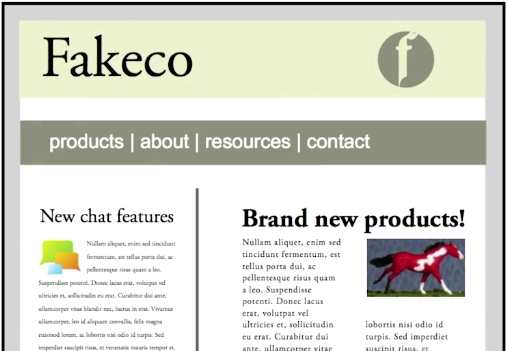 Fakeco
f
products | about | resources | contact
New chat features
Nullam aliquet, enim sed tincidunt
fermentum, est tellus porta dui, ac
pellentesque risus quam a leo.
Suspendisse potenti. Donec lacus erat, volutpat vel
ultricies et, sollicitudin eu erat. Curabitur dui ante,
ullamcorper vitae blandit nec, luctus in erat. Vivamus
ullamcorper, leo id aliquam convallis, felis magna
euismod lorem, ac lobortis nisi odio id turpis. Sed
imperdiet suscipit risus, et venenatis mauris tempor et.
Brand new products!
Nullam aliquet, enim sed
tincidunt fermentum, est
tellus porta dui, ac
pellentesque risus quam
a leo. Suspendisse
potenti. Donec lacus
erat, volutpat vel
ultricies et, sollicitudin
eu erat. Curabitur dui
ante, ullamcorper vitae
lobortis nisi odio id
turpis. Sed imperdiet
suscipit risus, et